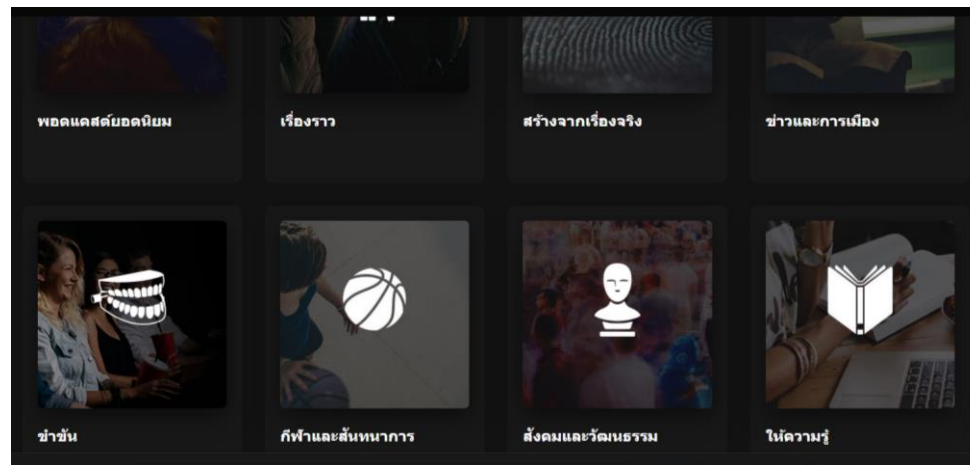 พอดแคสต์ยอดนิยม
เรื่องราว
สร้างจากเรื่องจริง
ข่าวและการเมือง
ขำขัน
กีฬาและสันทนาการ
สังคมและวัฒนธรรม
ให้ความรู้